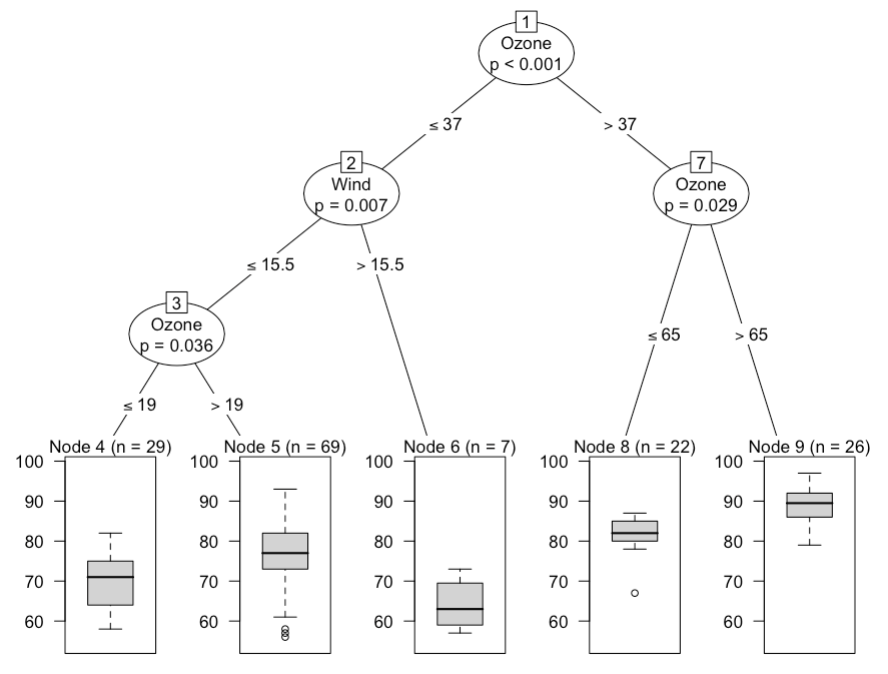 1
Ozone
p < 0.001
≤ 37
> 37
2
Wind
p = 0.007
7
Ozone
p = 0.029
≤ 15.5
> 15.5
3
Ozone
p = 0.036
≤ 65
> 65
≤ 19
> 19
Node 4 (n = 29)
100
90
80
70
60
Node 5 (n = 69)
100
90
80
70
60
Node 6 (n = 7)
100
90
80
70
60
Node 8 (n = 22)
100
90
80
70
60
Node 9 (n = 26)
100
90
80
70
60